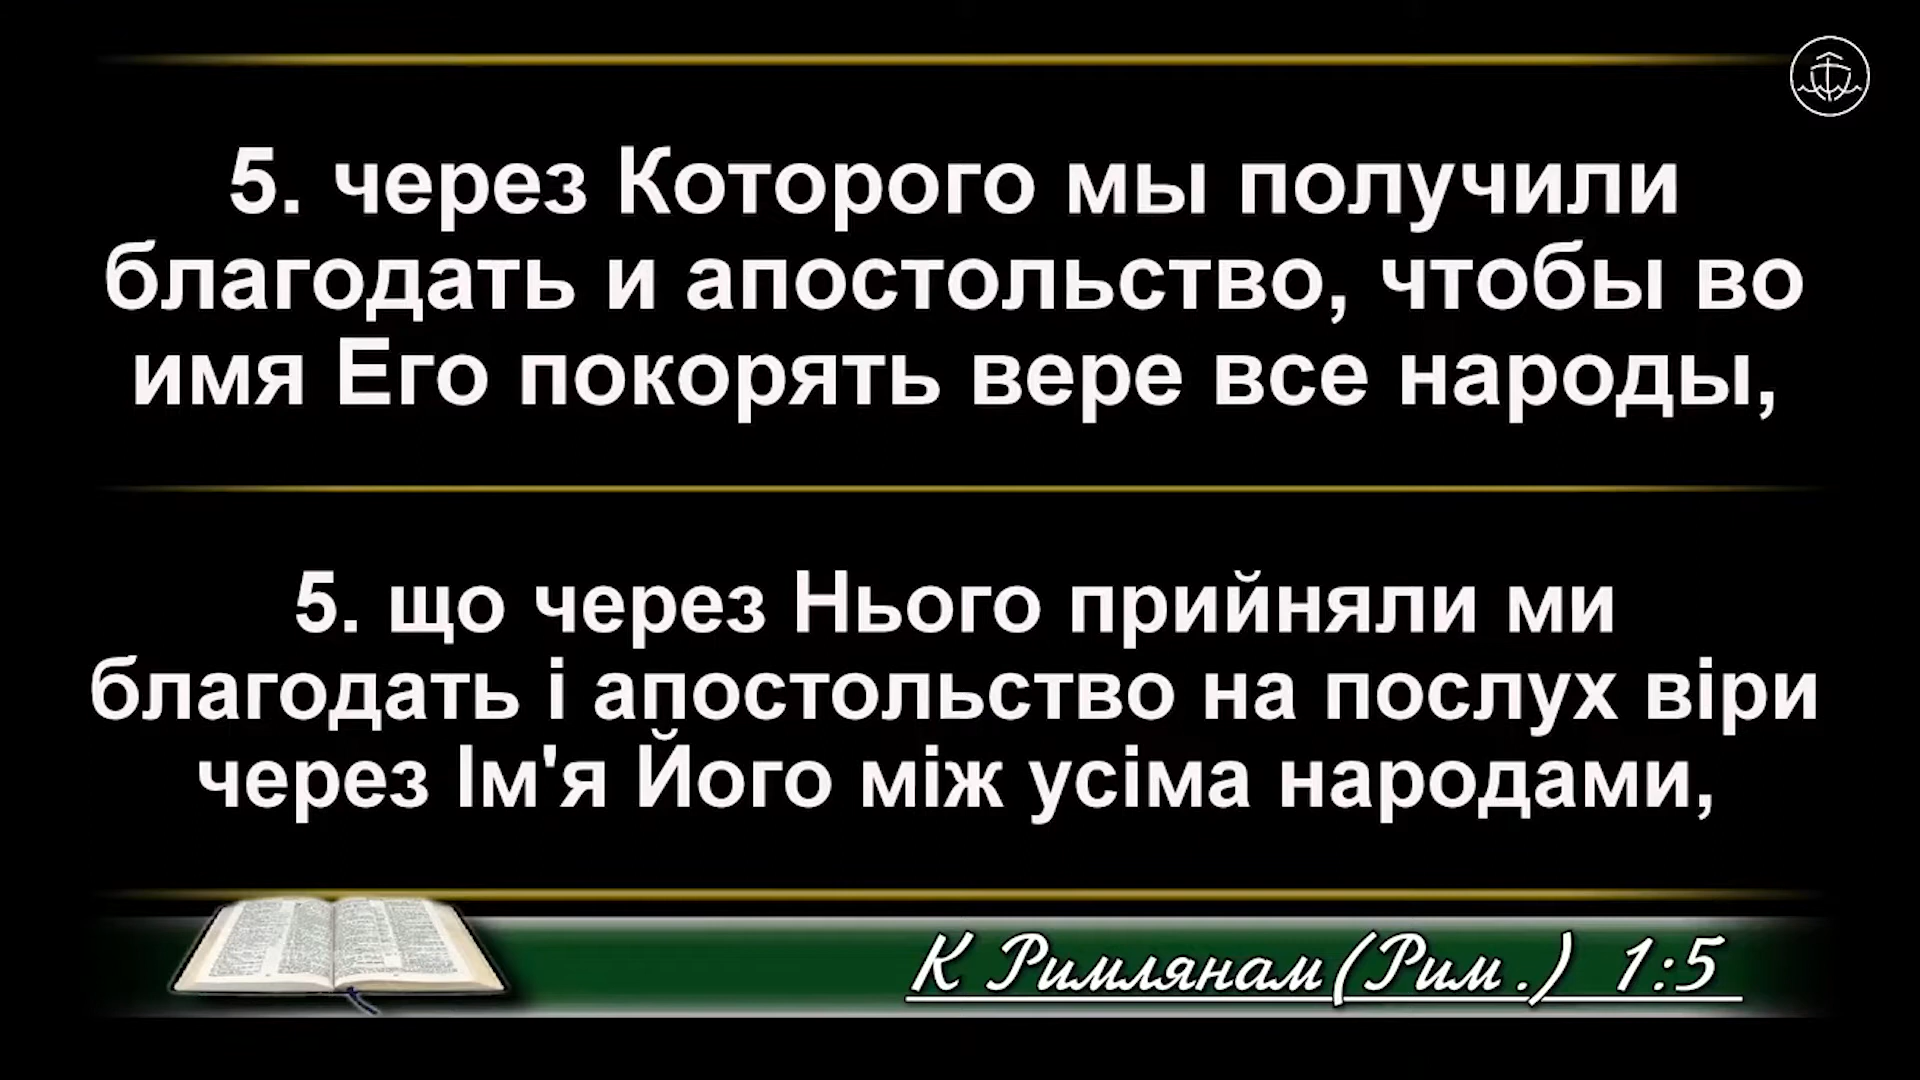 5. через Которого мы получили
благодать и апостольство, чтобы во
имя Его покорять вере все народы,
5. що через Нього прийняли ми
благодать і апостольство на послух віри
через Ім'я Його між усіма народами,
К Римлянам(Рим.) 1:5